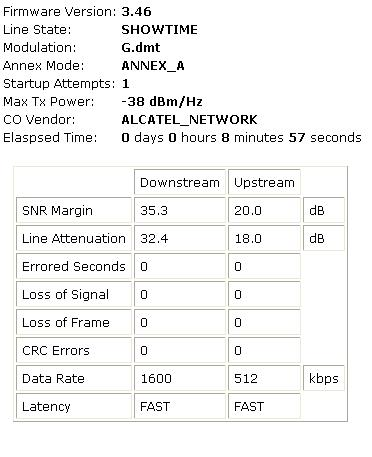 Firmware Version: 3.46
Line State: SHOWTIME
Modulation: G.dmt
Annex Mode: ANNEX_A
Startup Attempts: 1
Max Tx Power: -38 dBm/Hz
CO Vendor: ALCATEL_NETWORK
Elaspsed Time: 0 days 0 hours 8 minutes 57 seconds
Downstream Upstream
SNR Margin 35.3 20.0 dB
Line Attenuation 32.4 18.0 dB
Errored Seconds 0 0
Loss of Signal 0 0
Loss of Frame 0 0
CRC Errors 0 0
Data Rate 1600 512 kbps
Latency FAST FAST